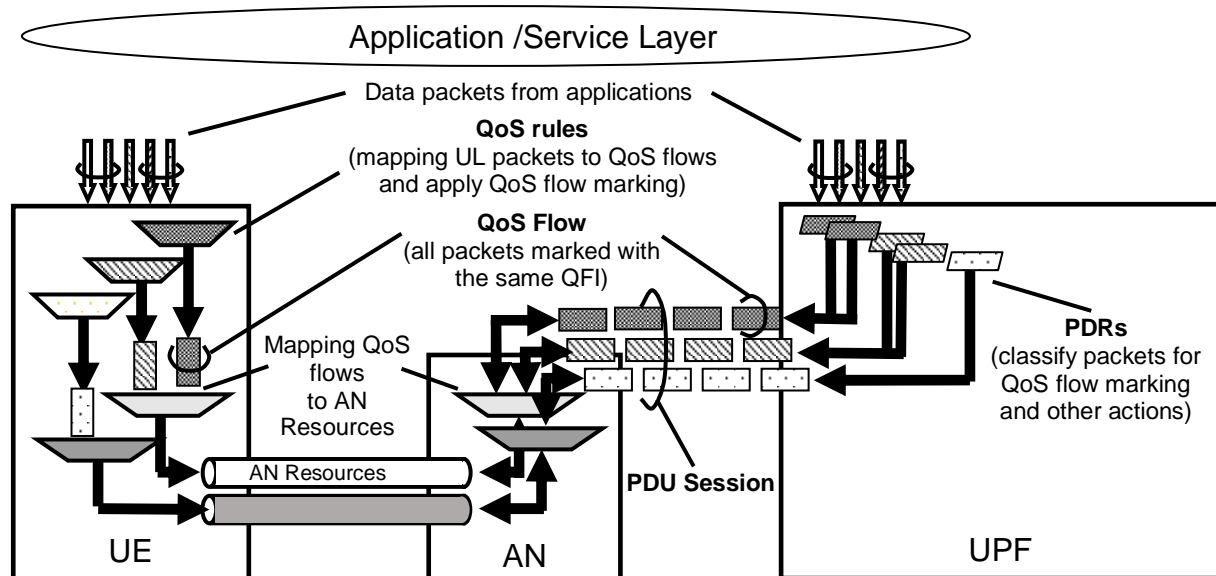 Application /Service Layer
Data packets from applications
QoS rules
(mapping UL packets to QoS flows
and apply QoS flow marking)
QoS Flow
(all packets marked with
the same QFI)
Mapping QoS
flows
to AN
Resources
PDRs
(classify packets for
QoS flow marking
and other actions)
AN Resources
PDU Session
UE
AN
UPF